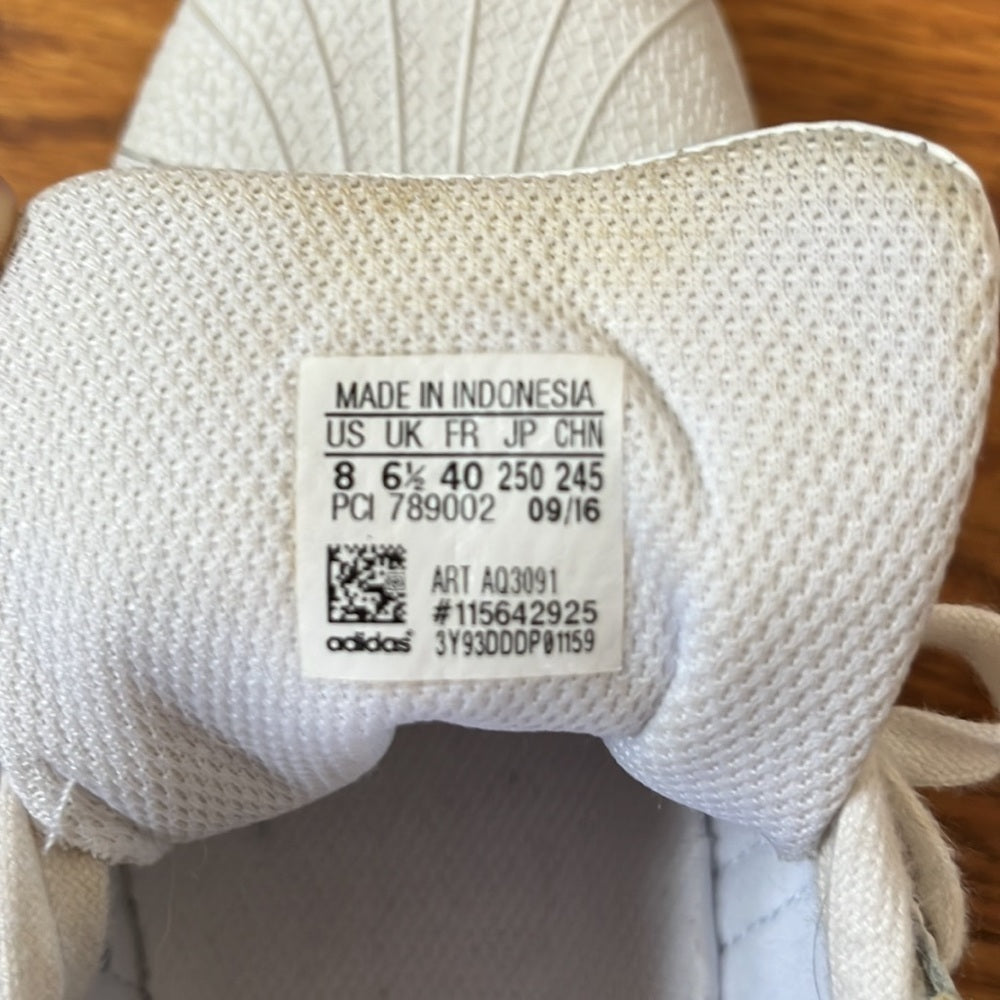 MADE IN INDONESIA
US UK FR JP CHN
8 6½ 40 250 245
PCI 789002 09/16
ART AQ3091
#115642925
adidas 3Y93DDDP01159